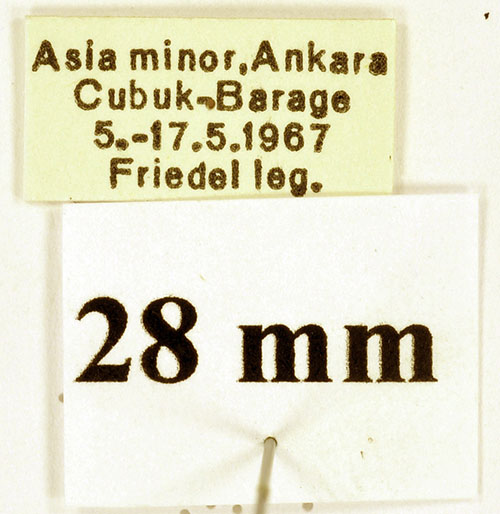 Asia minor, Ankara
Cubuk-Barage
5.-17.5.1967
Friedel leg.
28 mm